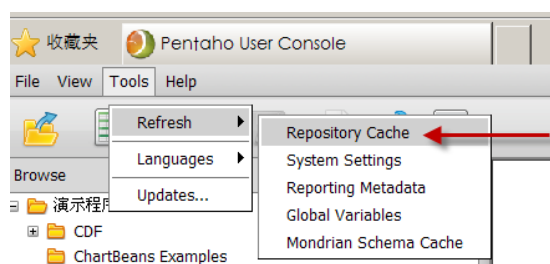 收藏夹 Pentaho User Console
File View Tools Help
Refresh
Repository Cache
Languages
System Settings
Updates...
Reporting Metadata
Global Variables
Mondrian Schema Cache
Browse
演示程
CDF
ChartBeans Examples